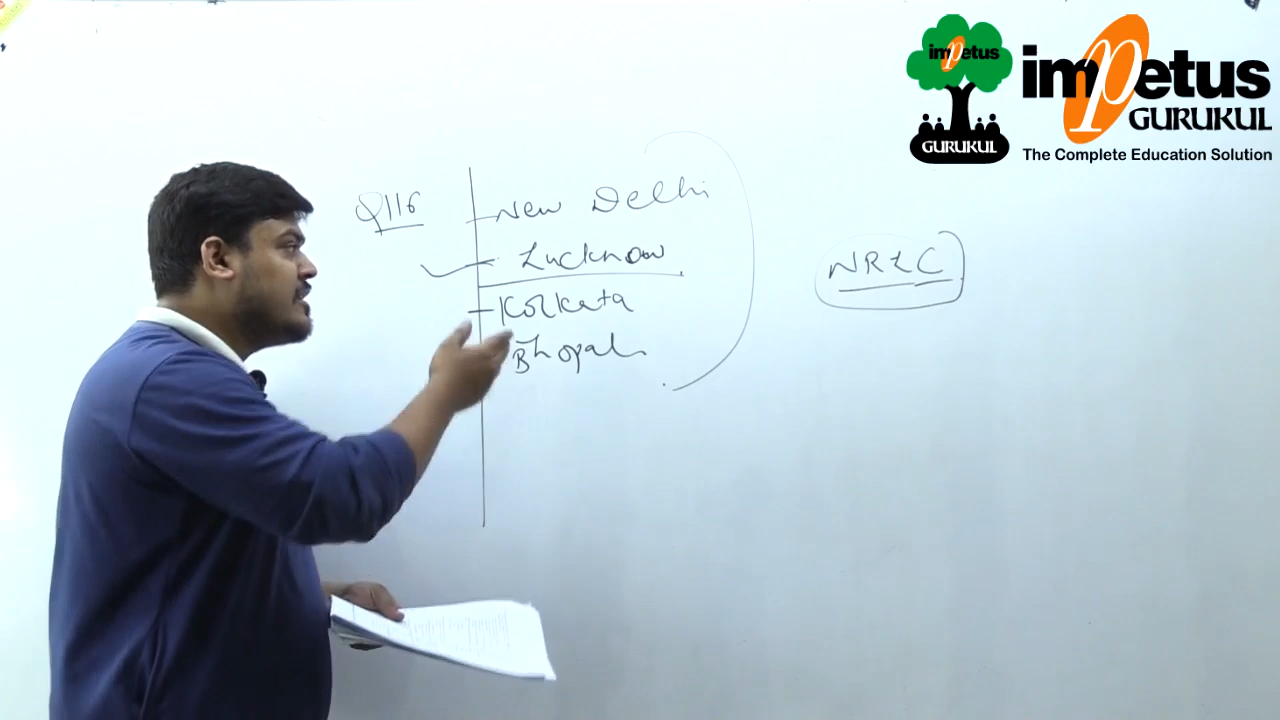 impetus
GURUKUL
impetus
GURUKUL
The Complete Education Solution
Q116
New Delhi
Lucknow
Kolkata
Bhopal
NRLC